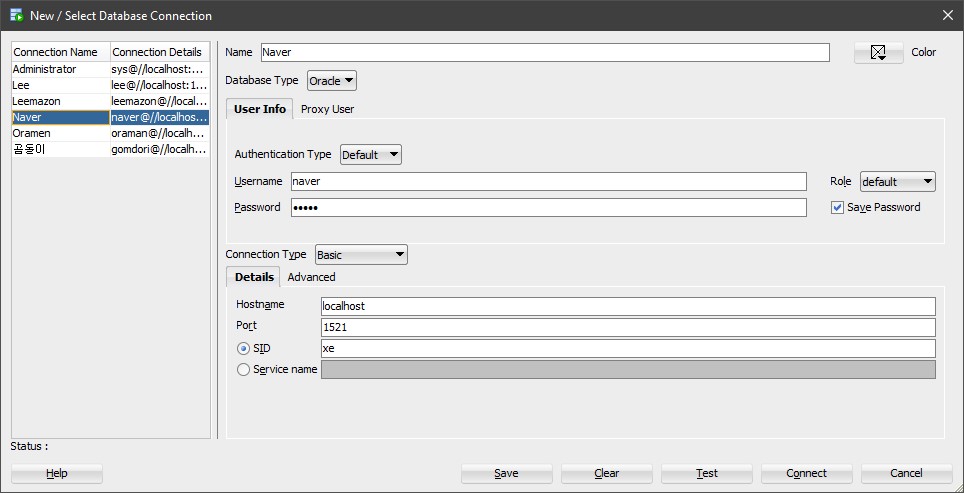 New / Select Database Connection
Connection Name Connection Details
Administrator sys@//localhost:...
Lee lee@//localhost:1...
Leemazon leemazon@//local...
Naver naver@//localhos...
Oramen oraman@//localh...
곰돌이 gomdori@//localh...
Name Naver Color
Database Type Oracle
User Info Proxy User
Authentication Type Default
Username naver Role default
Password ••••• Save Password
Connection Type Basic
Details Advanced
Hostname localhost
Port 1521
SID xe
Service name
Status :
Help Save Clear Test Connect Cancel